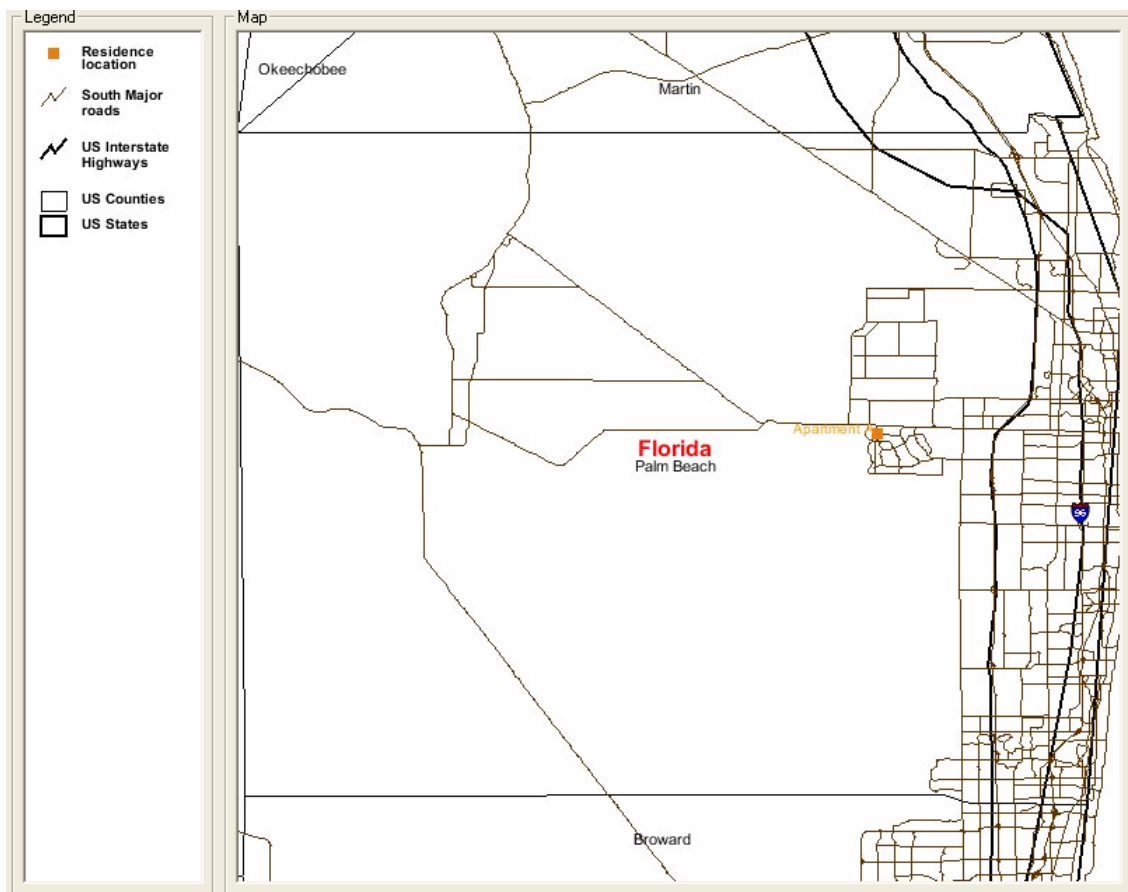 Legend
Residence
location
South Major
roads
US Interstate
Highways
US Counties
US States
Map
Okeechobee
Martin
Apartment A
Florida
Palm Beach
Broward